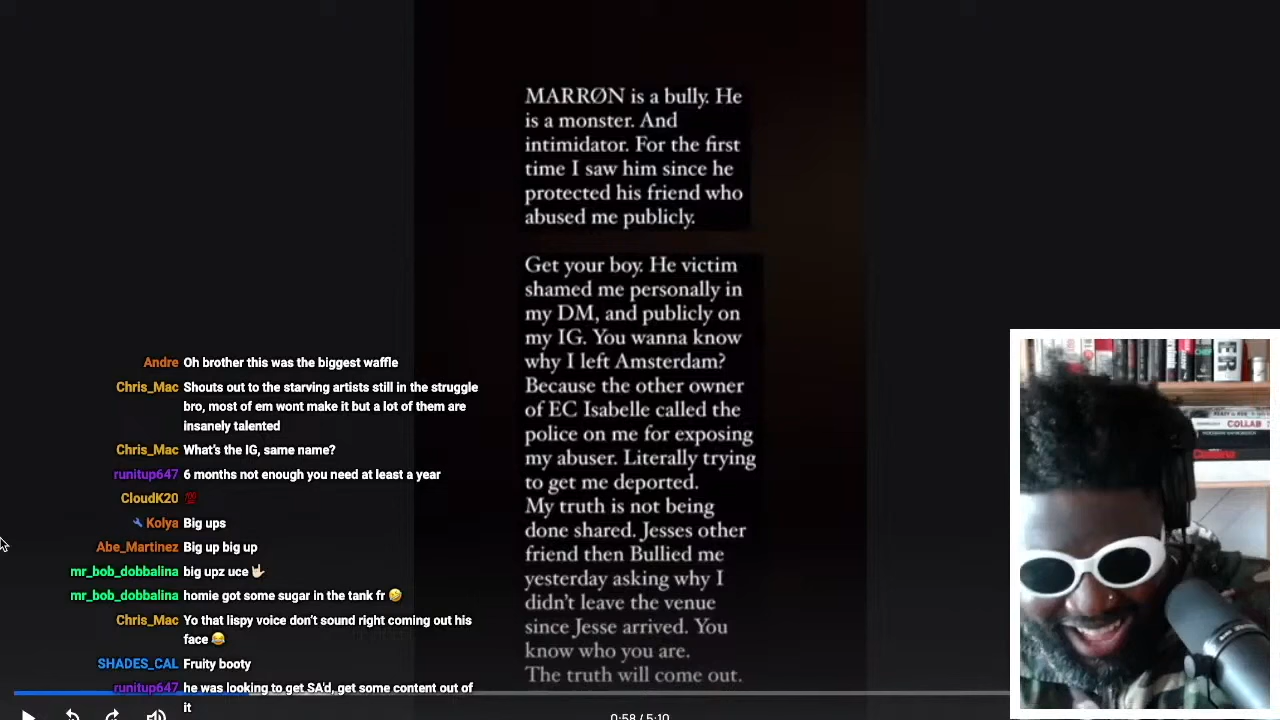 MARRØN is a bully. He
is a monster. And
intimidator. For the first
time I saw him since he
protected his friend who
abused me publicly.
Get your boy. He victim
shamed me personally in
my DM, and publicly on
my IG. You wanna know
why I left Amsterdam?
Because the other owner
of EC Isabelle called the
police on me for exposing
my abuser. Literally trying
to get me deported.
My truth is not being
done shared. Jesses other
friend then Bullied me
yesterday asking why I
didn't leave the venue
since Jesse arrived. You
know who you are.
The truth will come out.
Andre Oh brother this was the biggest waffle
Chris_Mac Shouts out to the starving artists still in the struggle
bro, most of em wont make it but a lot of them are
insanely talented
Chris_Mac What's the IG, same name?
runitup647 6 months not enough you need at least a year
CloudK20 💯
Kolya Big ups
Abe_Martinez Big up big up
mr_bob_dobbalina big upz uce 🤟🏻
mr_bob_dobbalina homie got some sugar in the tank fr 🤣
Chris_Mac Yo that lispy voice don't sound right coming out his
face 😂
SHADES_CAL Fruity booty
runitup647 he was looking to get SA'd, get some content out of
it
0:58 / 5:10
COLLAB